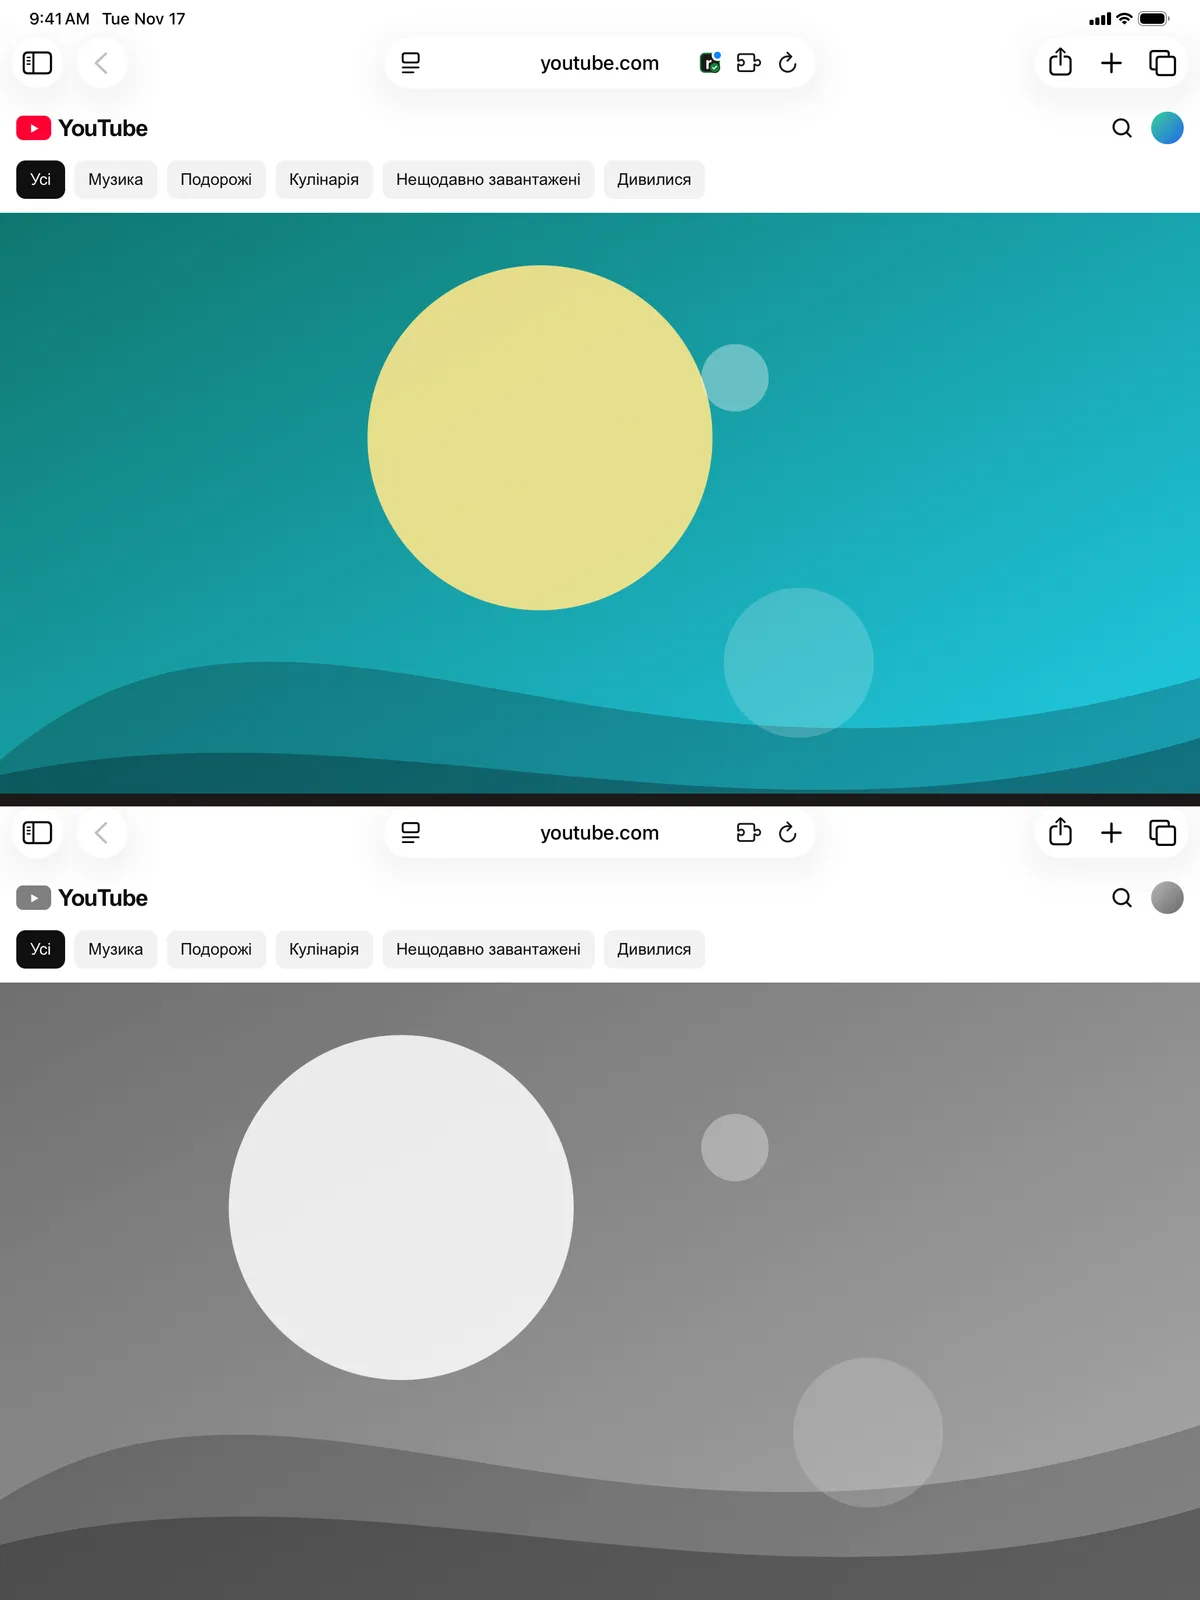 9:41 AM Tue Nov 17
youtube.com
YouTube
Усі Музика Подорожі Кулінарія Нещодавно завантажені Дивилися
youtube.com
YouTube
Усі Музика Подорожі Кулінарія Нещодавно завантажені Дивилися